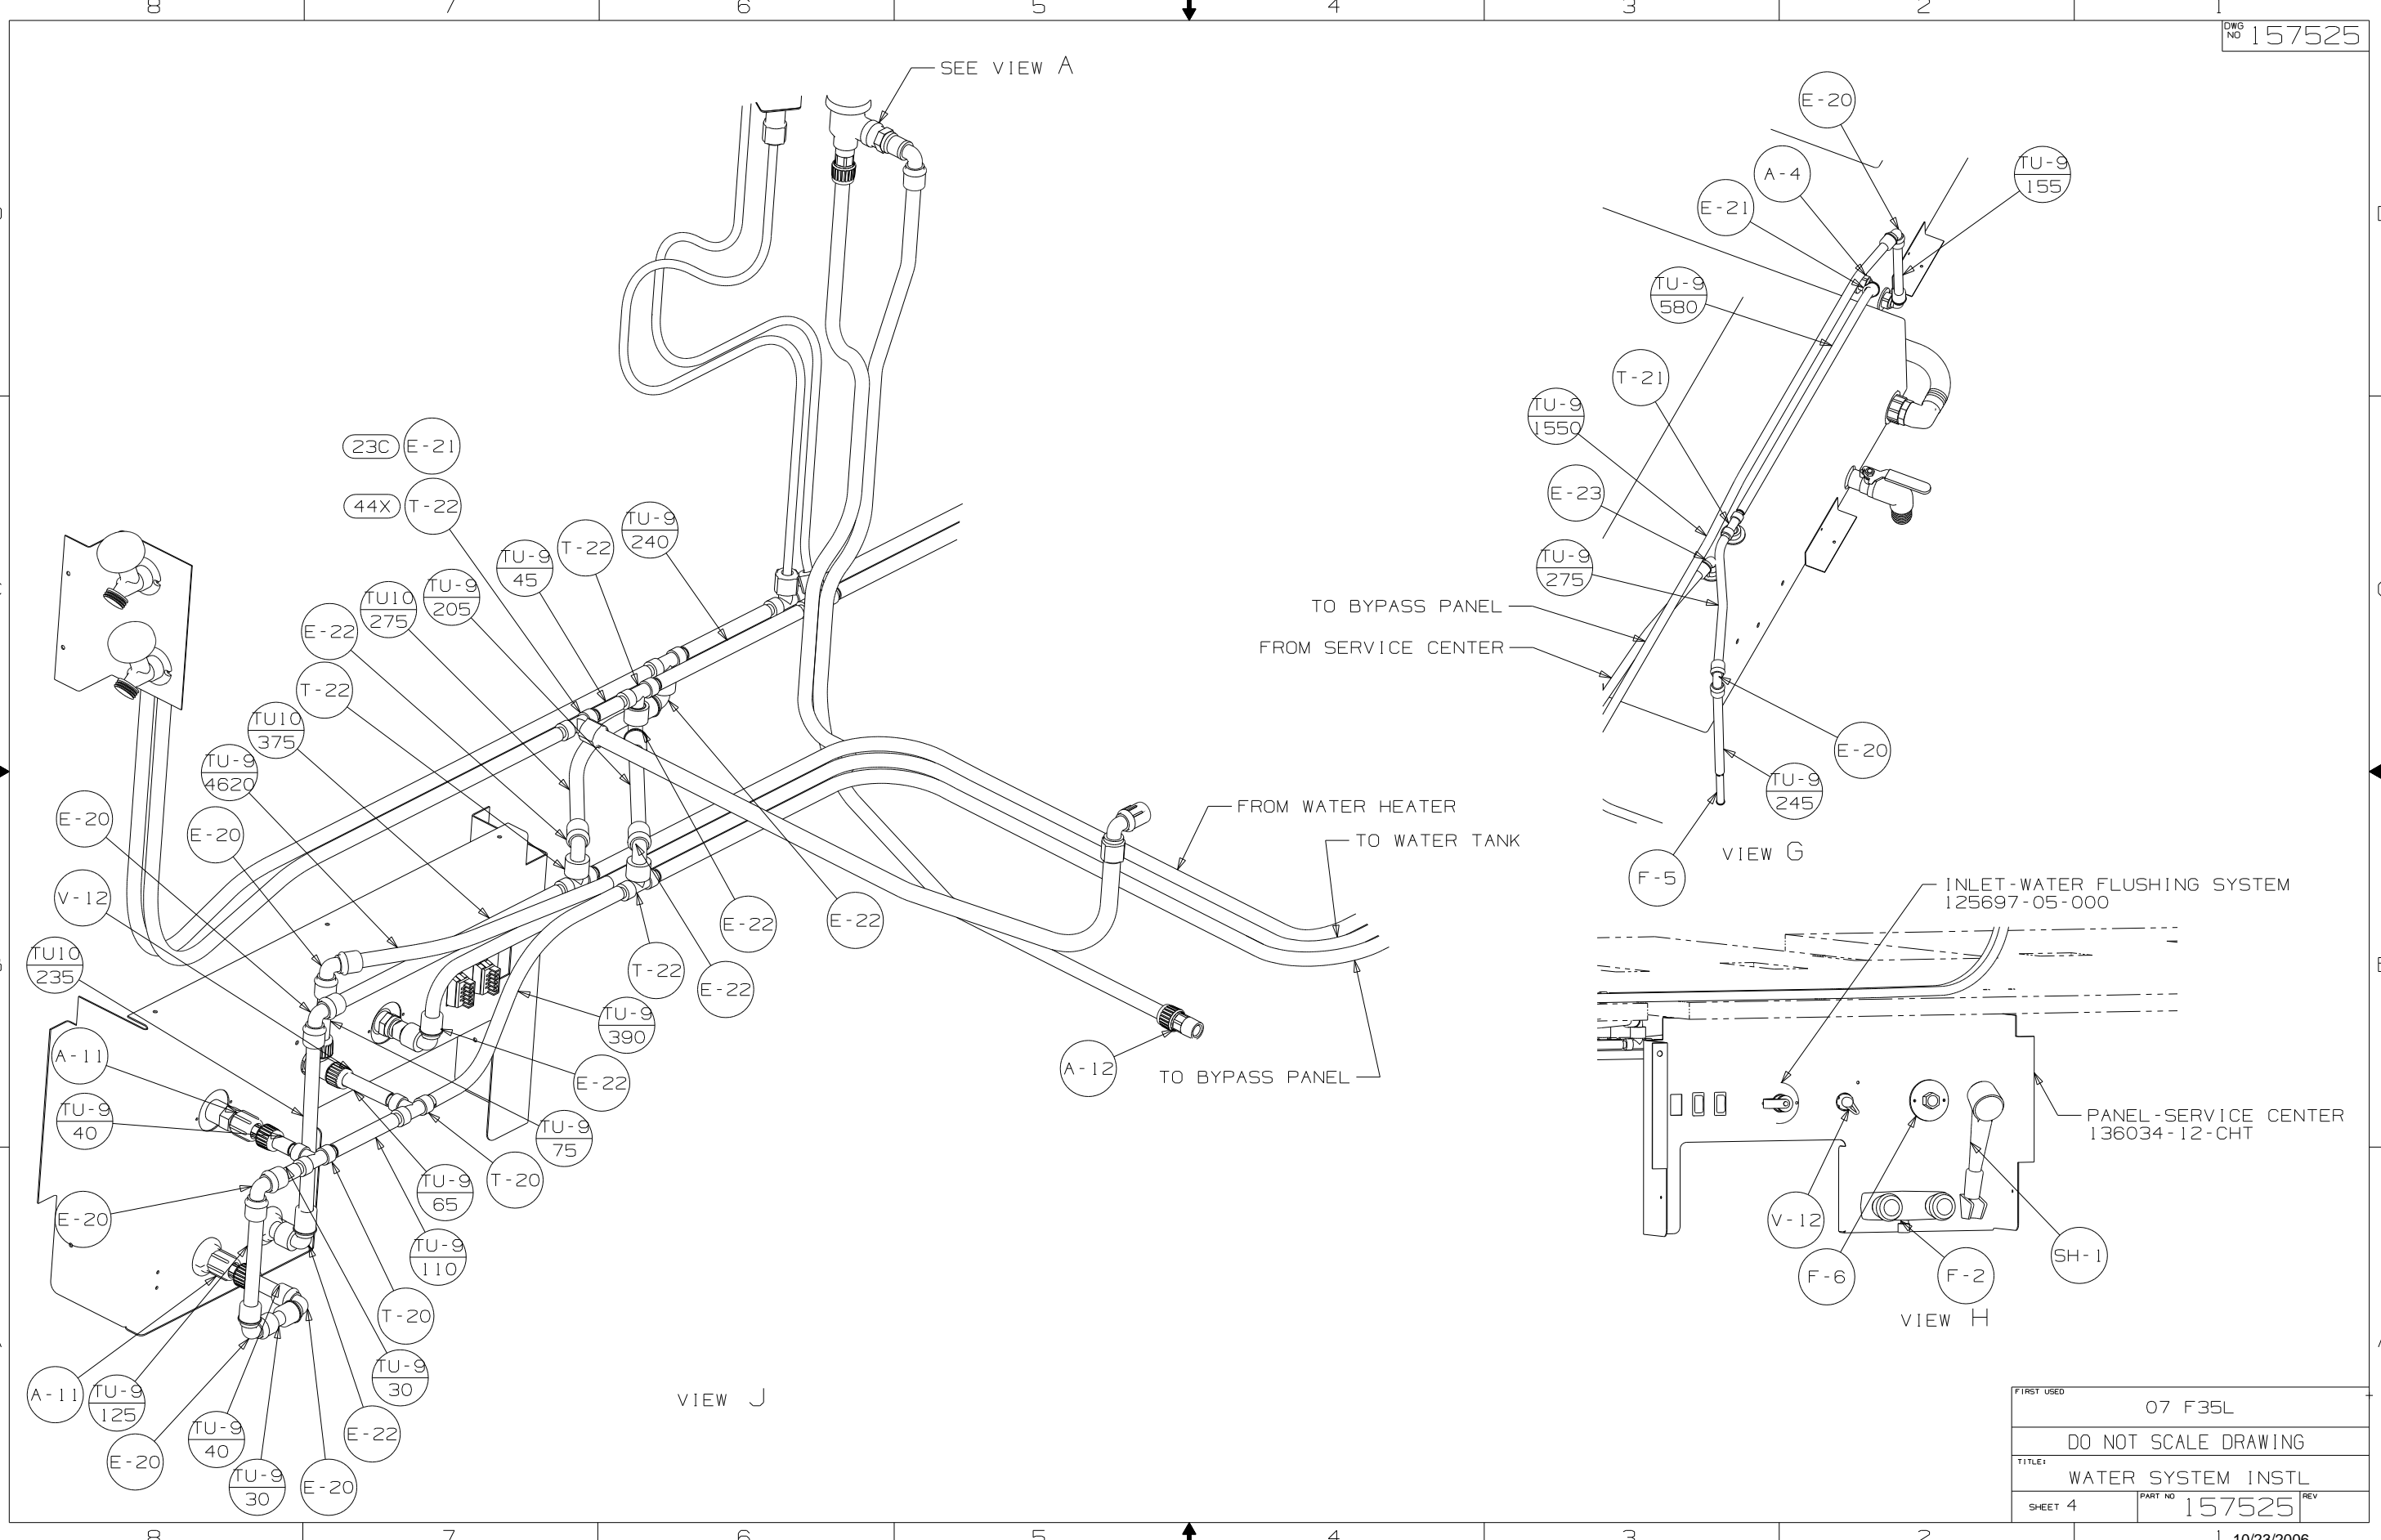 8 7 6 5 4 3 2 1
DWG NO 157525
SEE VIEW A
E-20
A-4
TU-9 155
E-21
TU-9 580
T-21
TU-9 1550
E-23
TU-9 275
TO BYPASS PANEL
FROM SERVICE CENTER
E-20
TU-9 245
F-5
VIEW G
23C E-21
44X T-22
TU-9 45
T-22
TU-9 240
TU10 275
TU-9 205
E-22
T-22
TU10 375
TU-9 4620
E-20
E-20
V-12
TU10 235
A-11
TU-9 40
E-20
A-11
TU-9 125
E-20
TU-9 40
TU-9 30
E-20
E-22
TU-9 30
T-20
TU-9 110
TU-9 65
T-20
TU-9 75
E-22
TU-9 390
T-22
E-22
E-22
E-22
FROM WATER HEATER
TO WATER TANK
A-12
TO BYPASS PANEL
VIEW J
INLET-WATER FLUSHING SYSTEM
125697-05-000
PANEL-SERVICE CENTER
136034-12-CHT
V-12
F-6
F-2
SH-1
VIEW H
FIRST USED
07 F35L
DO NOT SCALE DRAWING
TITLE:
WATER SYSTEM INSTL
SHEET 4
PART NO 157525
REV
8 7 6 5 4 3 2 1
10/23/2006